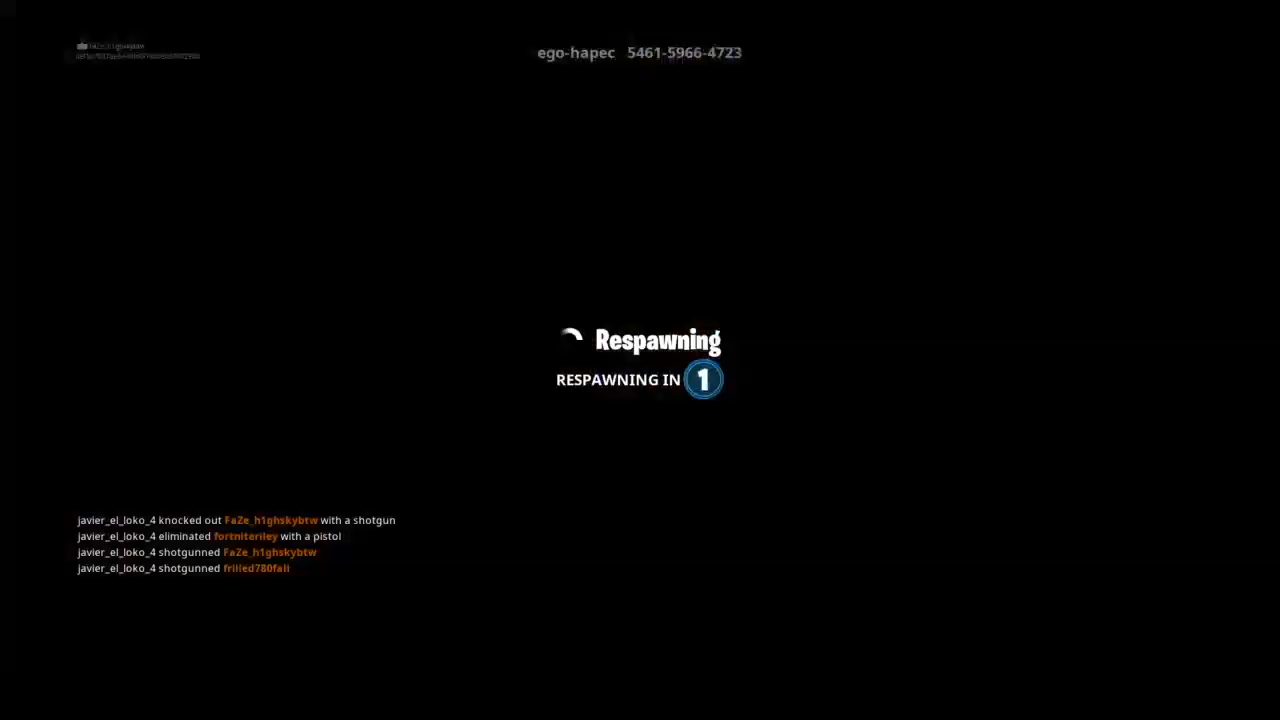 ego-hapec 5461-5966-4723
Respawning
RESPAWNING IN 1
javier_el_loko_4 knocked out FaZe_h1ghskybtw with a shotgun
javier_el_loko_4 eliminated fortniteriley with a pistol
javier_el_loko_4 shotgunned FaZe_h1ghskybtw
javier_el_loko_4 shotgunned frilled780fall